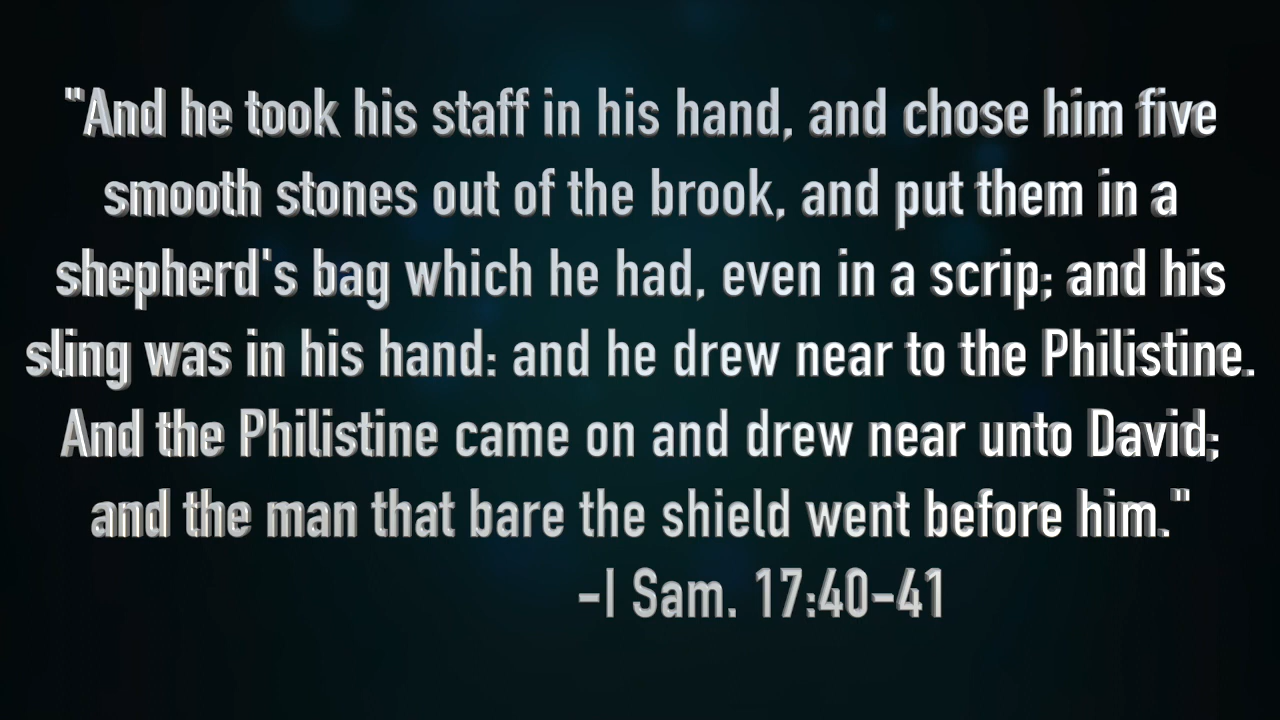 "And he took his staff in his hand, and chose him five
smooth stones out of the brook, and put them in a
shepherd's bag which he had, even in a scrip; and his
sling was in his hand: and he drew near to the Philistine.
And the Philistine came on and drew near unto David;
and the man that bare the shield went before him."
-I Sam. 17:40-41